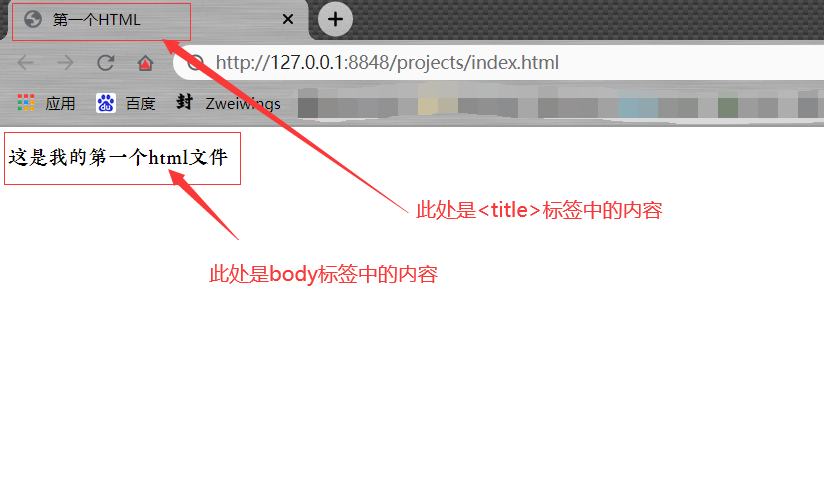 第一个HTML
http://127.0.0.1:8848/projects/index.html
应用 百度 封 Zweiwings
这是我的第一个html文件
此处是<title>标签中的内容
此处是body标签中的内容